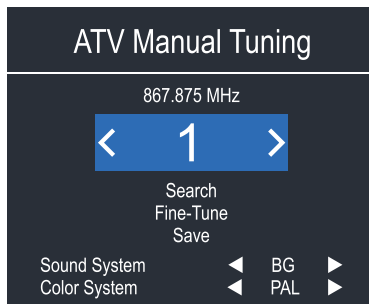 ATV Manual Tuning
867.875 MHz
1
Search
Fine-Tune
Save
Sound System BG
Color System PAL